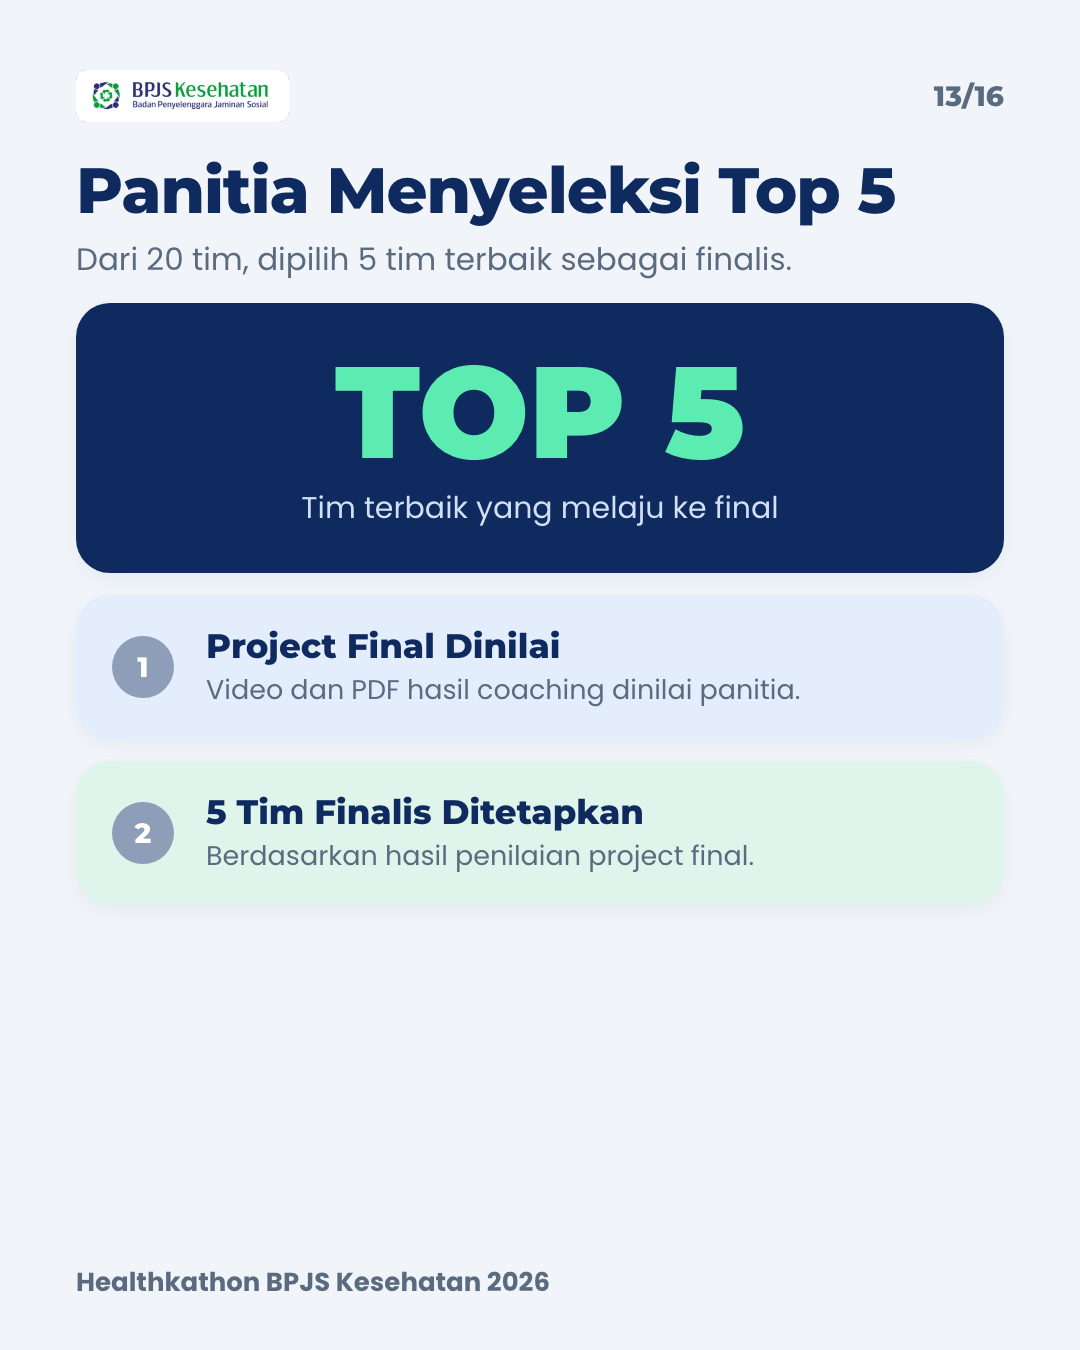 BPJS Kesehatan
Badan Penyelenggara Jaminan Sosial
13/16
Panitia Menyeleksi Top 5
Dari 20 tim, dipilih 5 tim terbaik sebagai finalis.
TOP 5
Tim terbaik yang melaju ke final
1
Project Final Dinilai
Video dan PDF hasil coaching dinilai panitia.
2
5 Tim Finalis Ditetapkan
Berdasarkan hasil penilaian project final.
Healthkathon BPJS Kesehatan 2026